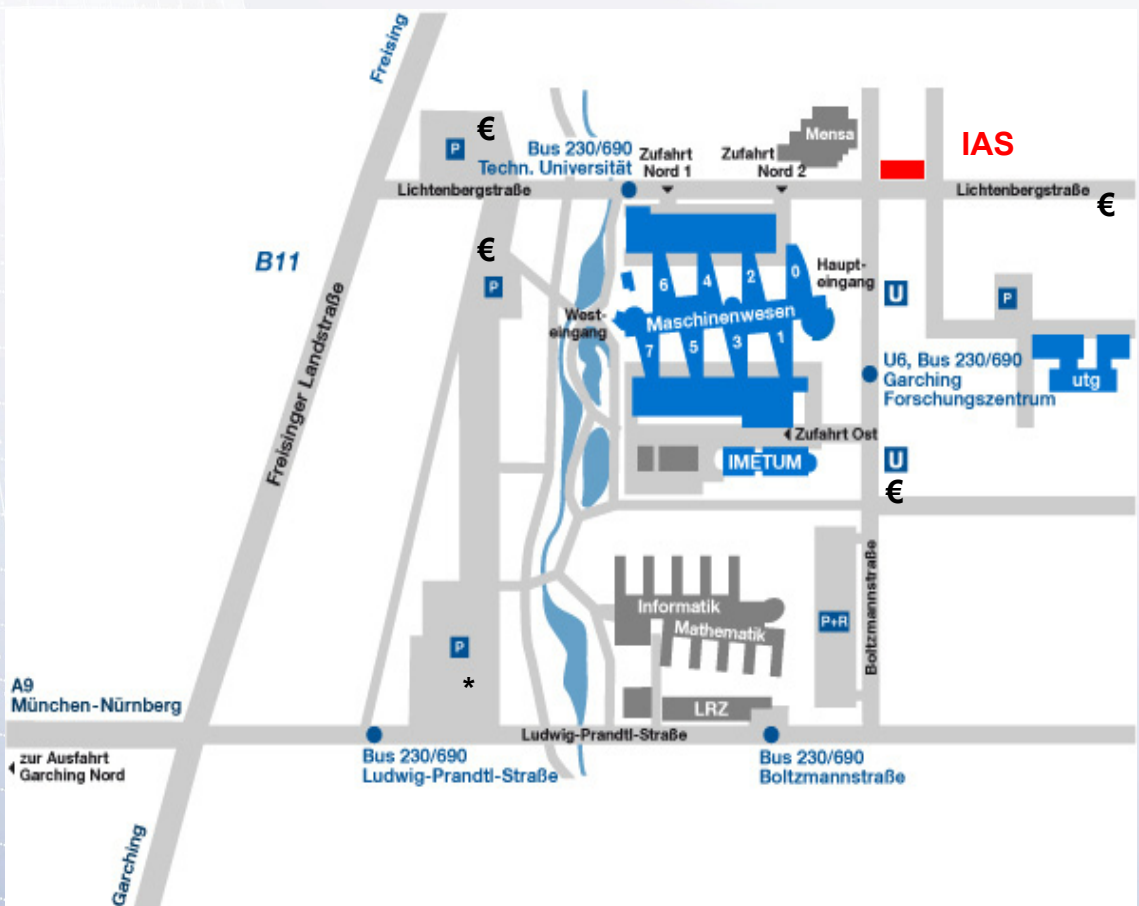 Freising
P
€
Bus 230/690
Techn. Universität
Zufahrt
Nord 1
Zufahrt
Nord 2
Mensa
IAS
Lichtenbergstraße
Lichtenbergstraße
€
€
P
B11
Freisinger Landstraße
6
4
2
0
Haupt-
eingang
U
P
West-
eingang
Maschinenwesen
7
5
3
1
U6, Bus 230/690
Garching
Forschungszentrum
utg
Zufahrt Ost
IMETUM
U
€
Informatik
Mathematik
P+R
Boltzmannstraße
P
*
A9
München-Nürnberg
LRZ
Ludwig-Prandtl-Straße
zur Ausfahrt
Garching Nord
Bus 230/690
Ludwig-Prandtl-Straße
Bus 230/690
Boltzmannstraße
Garching